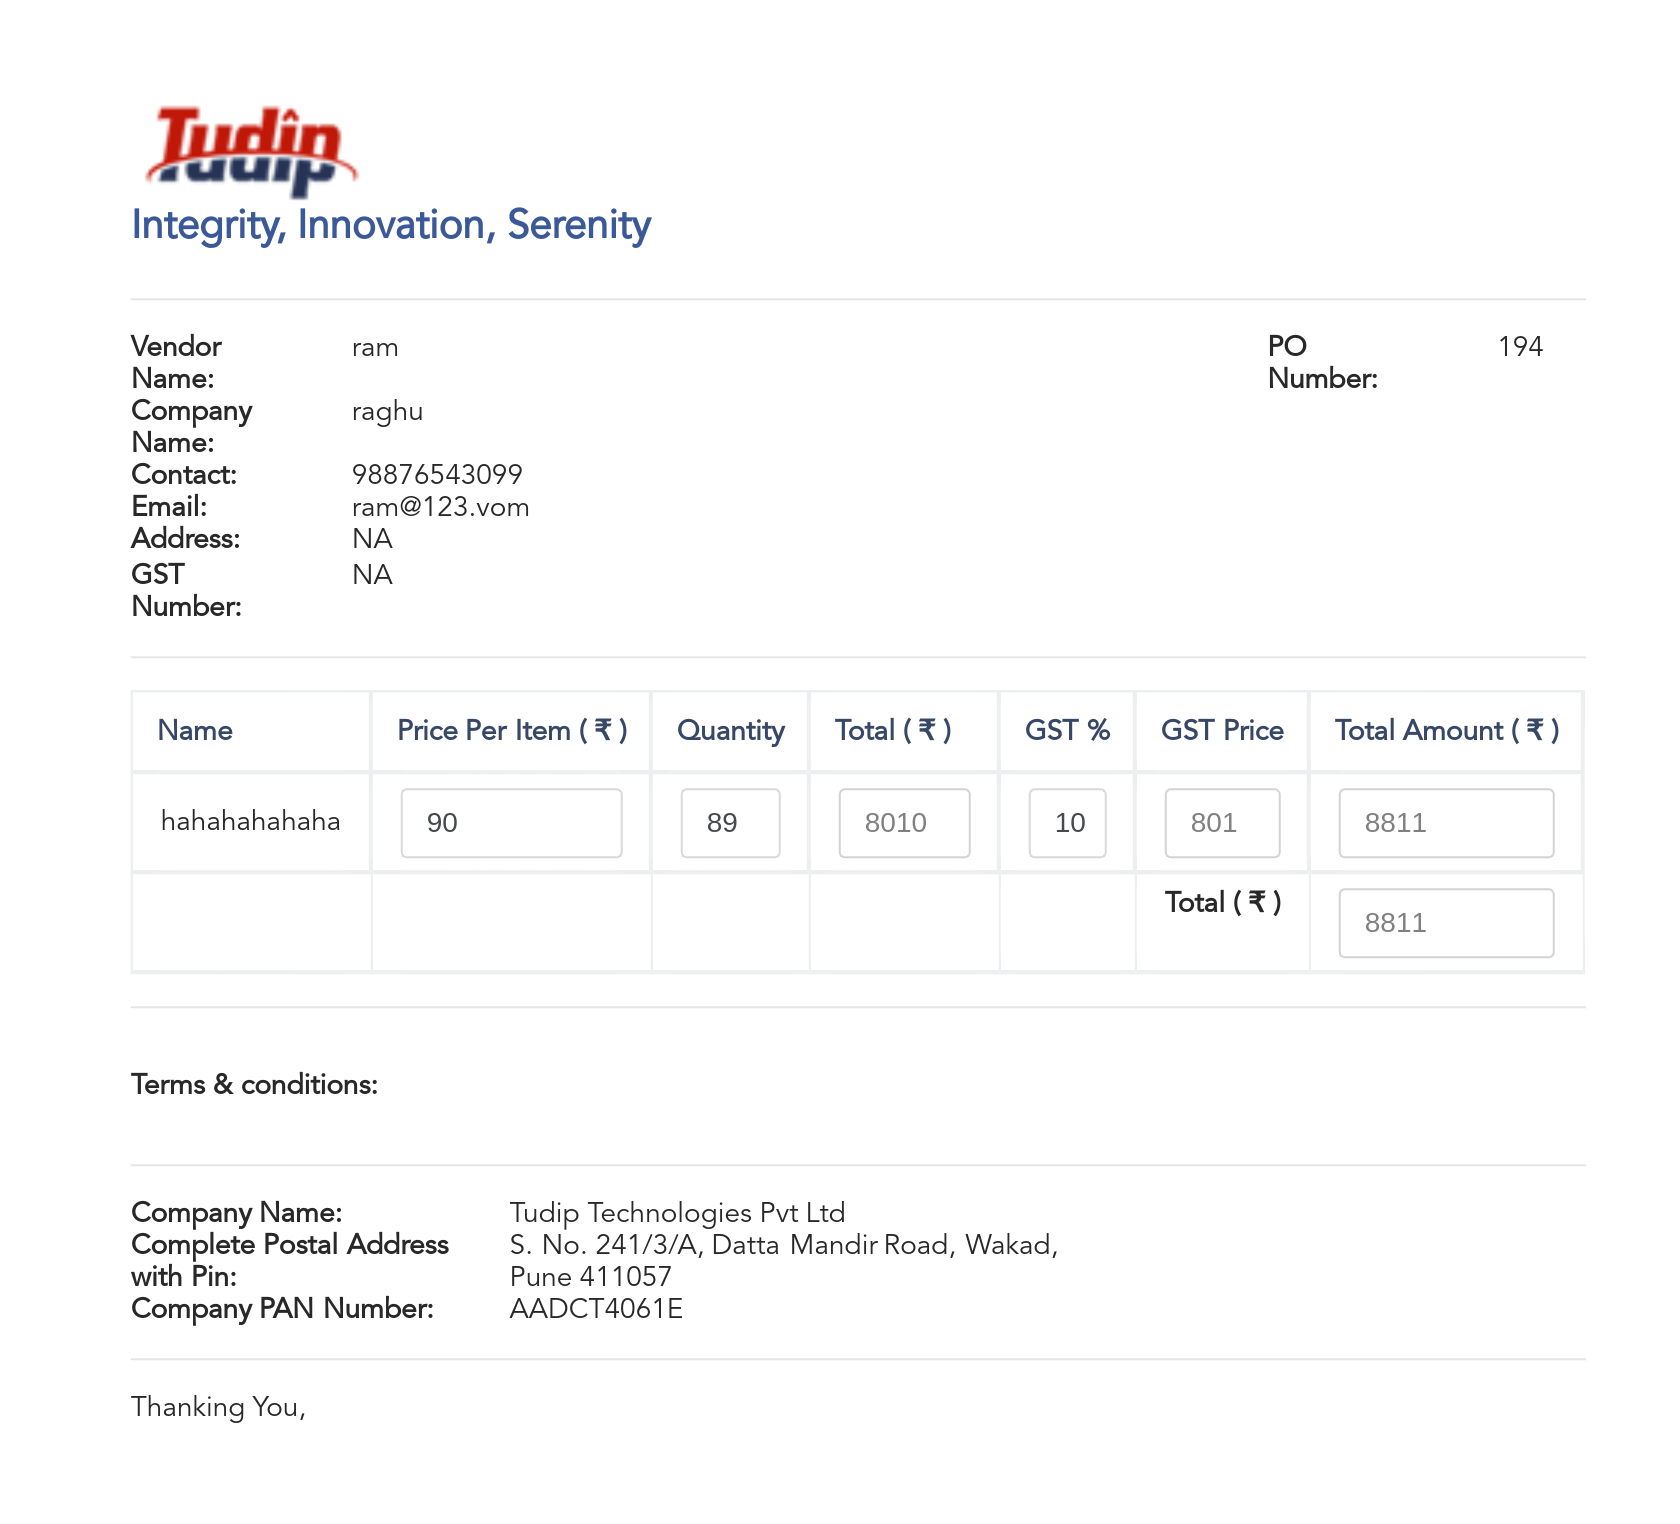 Tudip
Integrity, Innovation, Serenity
Vendor Name: ram PO Number: 194
Company Name: raghu
Contact: 98876543099
Email: ram@123.vom
Address: NA
GST Number: NA
Name Price Per Item ( ₹ ) Quantity Total ( ₹ ) GST % GST Price Total Amount ( ₹ )
hahahahahaha 90 89 8010 10 801 8811
Total ( ₹ ) 8811
Terms & conditions:
Company Name: Tudip Technologies Pvt Ltd
Complete Postal Address with Pin: S. No. 241/3/A, Datta Mandir Road, Wakad, Pune 411057
Company PAN Number: AADCT4061E
Thanking You,